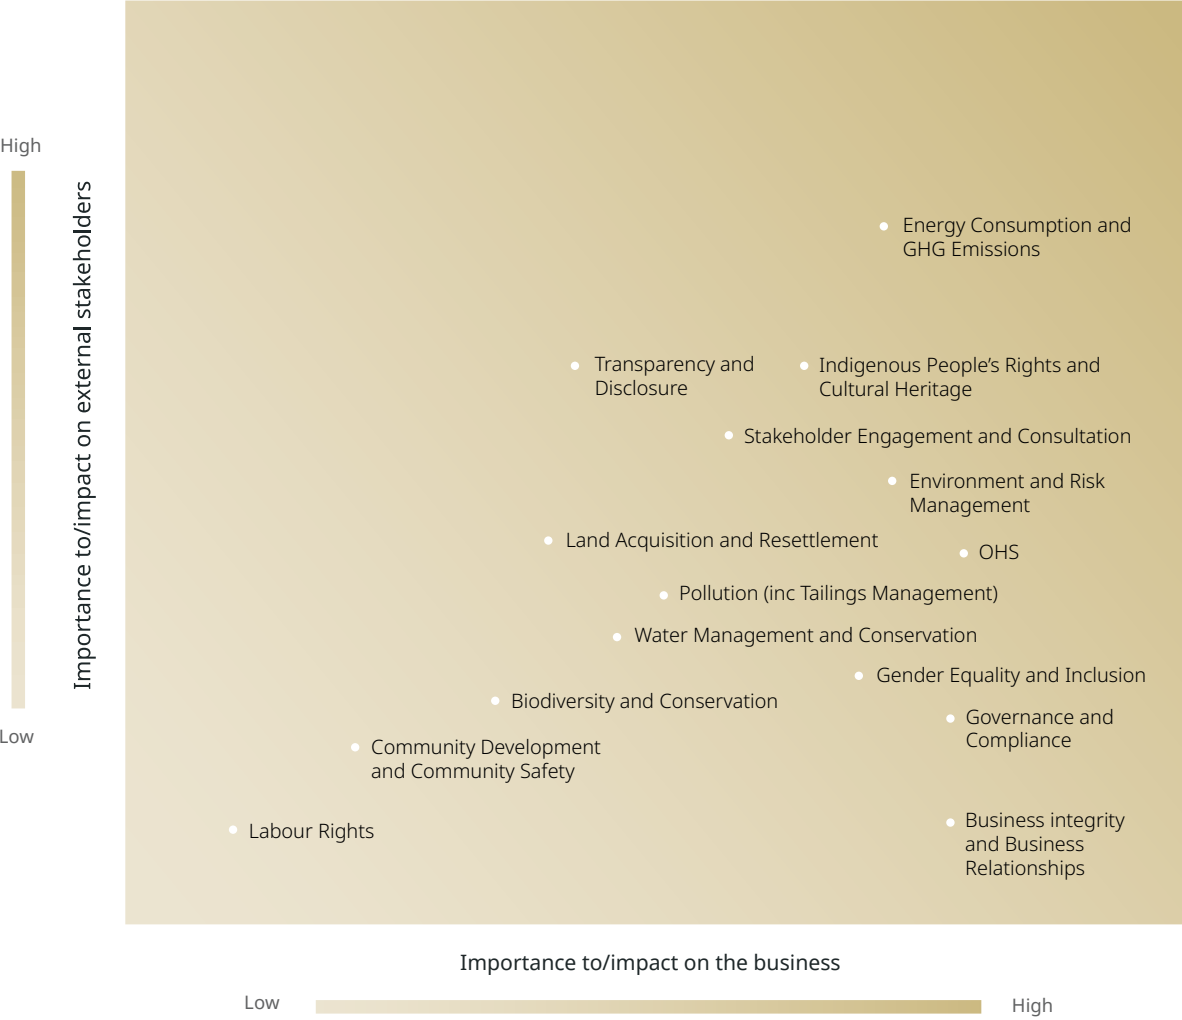 High
Importance to/impact on external stakeholders
Low
Energy Consumption and
GHG Emissions
Transparency and
Disclosure
Indigenous People’s Rights and
Cultural Heritage
Stakeholder Engagement and Consultation
Environment and Risk
Management
Land Acquisition and Resettlement
OHS
Pollution (inc Tailings Management)
Water Management and Conservation
Gender Equality and Inclusion
Biodiversity and Conservation
Governance and
Compliance
Community Development
and Community Safety
Labour Rights
Business integrity
and Business
Relationships
Importance to/impact on the business
Low
High